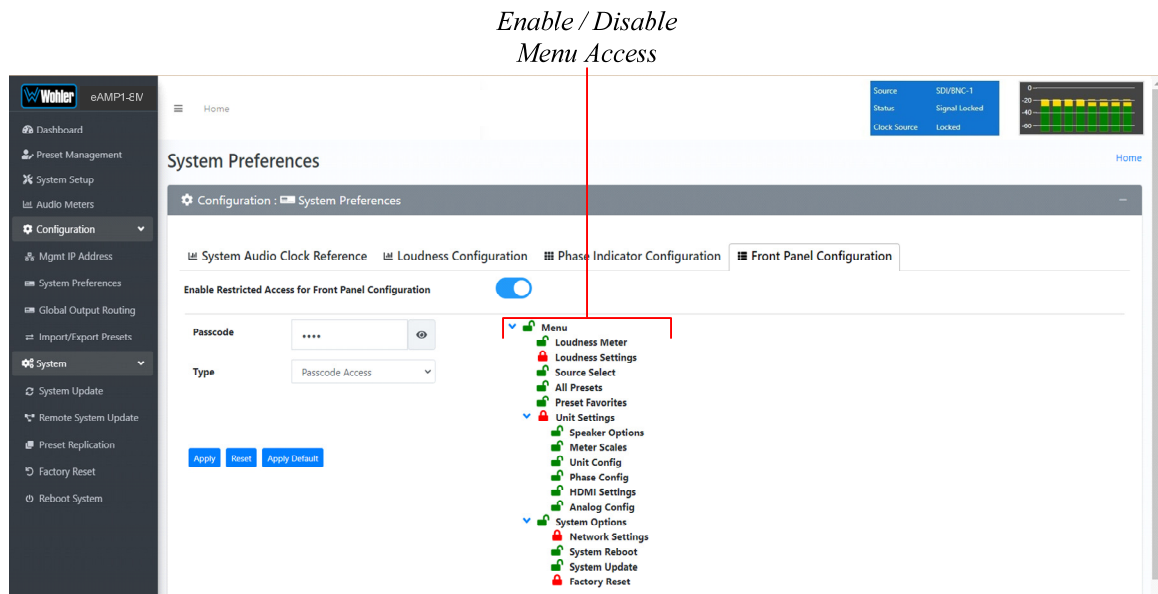 Enable / Disable
Menu Access
Wohler eAMP1-8M
Home
Source SDI/BNC-1
Status Signal Locked
Clock Source Locked
0
-20
-40
-60
Dashboard
Preset Management
System Setup
Audio Meters
Configuration
Mgmt IP Address
System Preferences
Global Output Routing
Import/Export Presets
System
System Update
Remote System Update
Preset Replication
Factory Reset
Reboot System
System Preferences
Home
Configuration : System Preferences
System Audio Clock Reference Loudness Configuration Phase Indicator Configuration Front Panel Configuration
Enable Restricted Access for Front Panel Configuration
Passcode ••••
Type Passcode Access
Apply Reset Apply Default
Menu
Loudness Meter
Loudness Settings
Source Select
All Presets
Preset Favorites
Unit Settings
Speaker Options
Meter Scales
Unit Config
Phase Config
HDMI Settings
Analog Config
System Options
Network Settings
System Reboot
System Update
Factory Reset